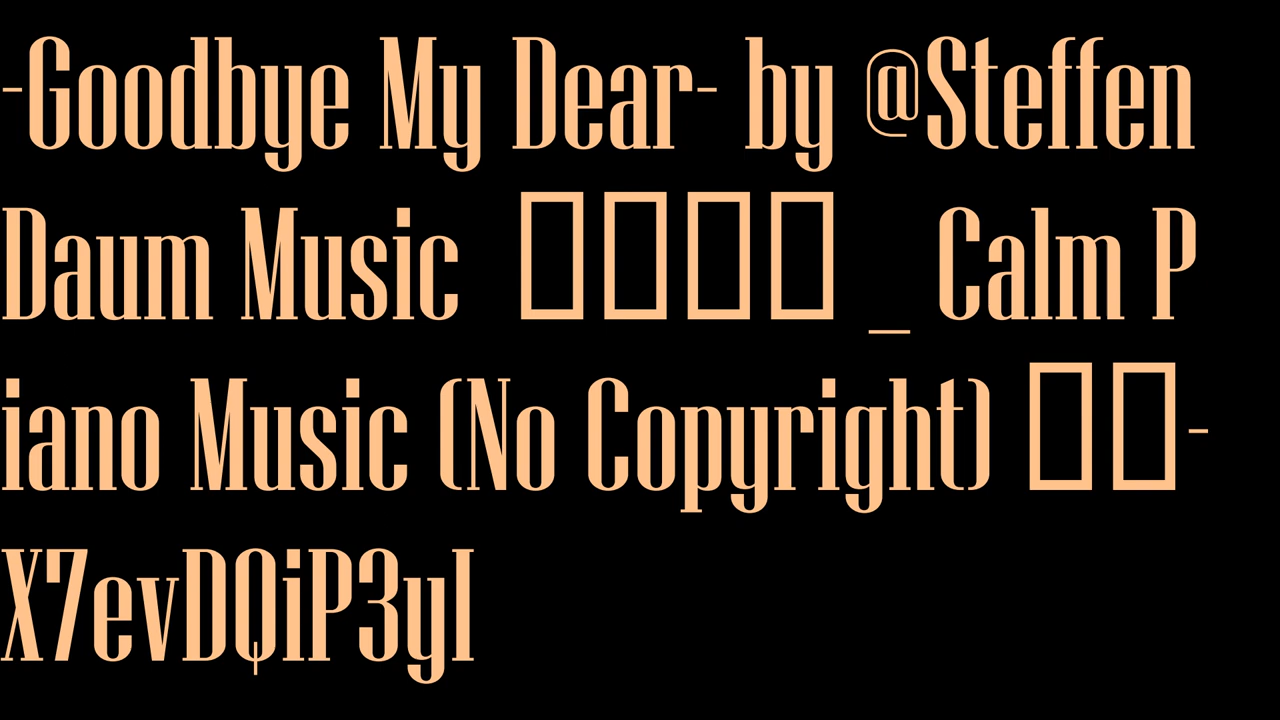 -Goodbye My Dear- by @Steffen
Daum Music  ▯▯▯▯ _ Calm P
iano Music (No Copyright) ▯▯-
X7evDQiP3yI